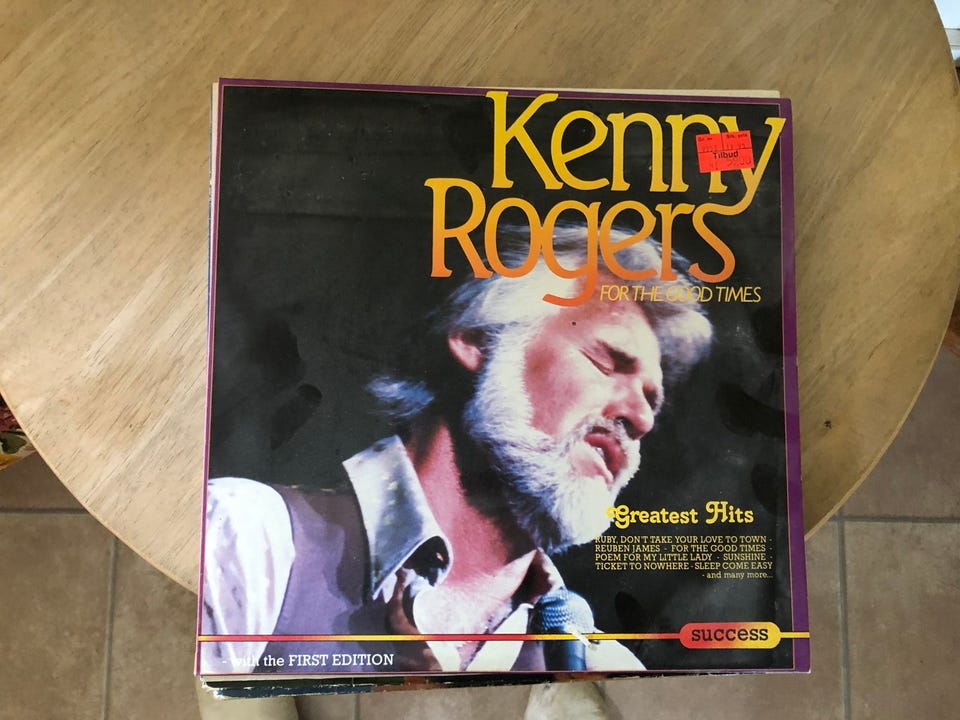 Kenny
Rogers
Tilbud
FOR THE GOOD TIMES
Greatest Hits
RUBY, DON'T TAKE YOUR LOVE TO TOWN -
REUBEN JAMES - FOR THE GOOD TIMES -
POEM FOR MY LITTLE LADY - SUNSHINE -
TICKET TO NOWHERE - SLEEP COME EASY
- and many more...
success
- with the FIRST EDITION